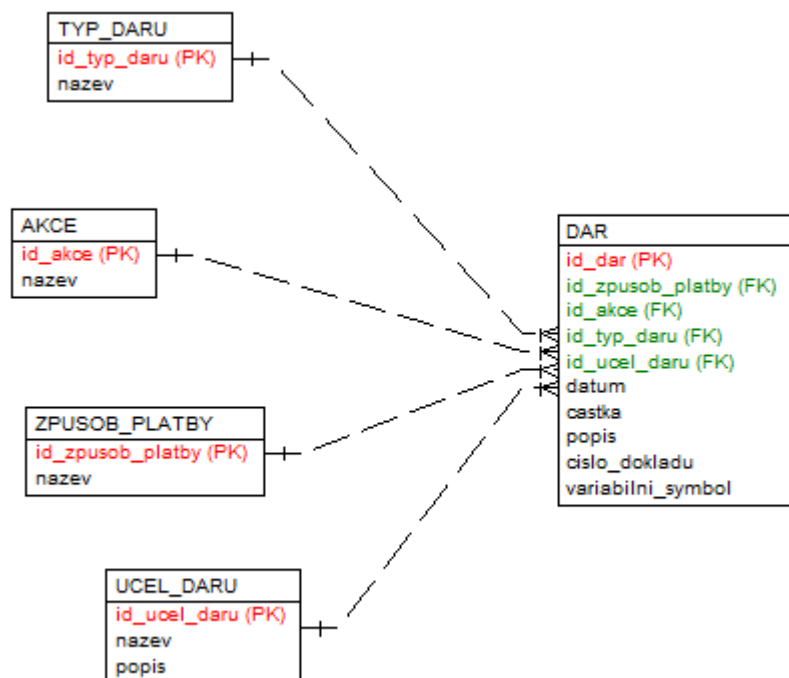 TYP_DARU
id_typ_daru (PK)
nazev
AKCE
id_akce (PK)
nazev
ZPUSOB_PLATBY
id_zpusob_platby (PK)
nazev
UCEL_DARU
id_ucel_daru (PK)
nazev
popis
DAR
id_dar (PK)
id_zpusob_platby (FK)
id_akce (FK)
id_typ_daru (FK)
id_ucel_daru (FK)
datum
castka
popis
cislo_dokladu
variabilni_symbol